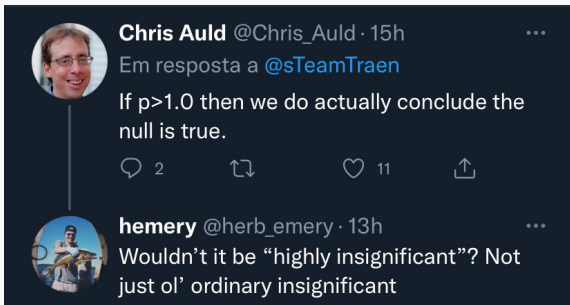 Chris Auld @Chris_Auld · 15h
Em resposta a @sTeamTraen
If p>1.0 then we do actually conclude the
null is true.
2 11
hemery @herb_emery · 13h
Wouldn’t it be “highly insignificant”? Not
just ol’ ordinary insignificant